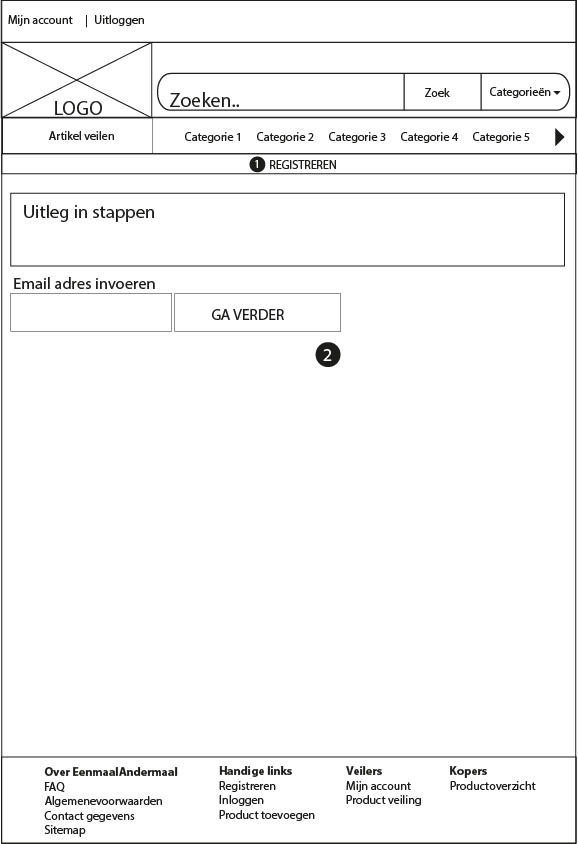 Mijn account | Uitloggen
LOGO
Zoeken..
Zoek
Categorieën
Artikel veilen
Categorie 1 Categorie 2 Categorie 3 Categorie 4 Categorie 5
1 REGISTREREN
Uitleg in stappen
Email adres invoeren
GA VERDER
2
Over EenmaalAndermaal
FAQ
Algemenevoorwaarden
Contact gegevens
Sitemap
Handige links
Registreren
Inloggen
Product toevoegen
Veilers
Mijn account
Product veiling
Kopers
Productoverzicht